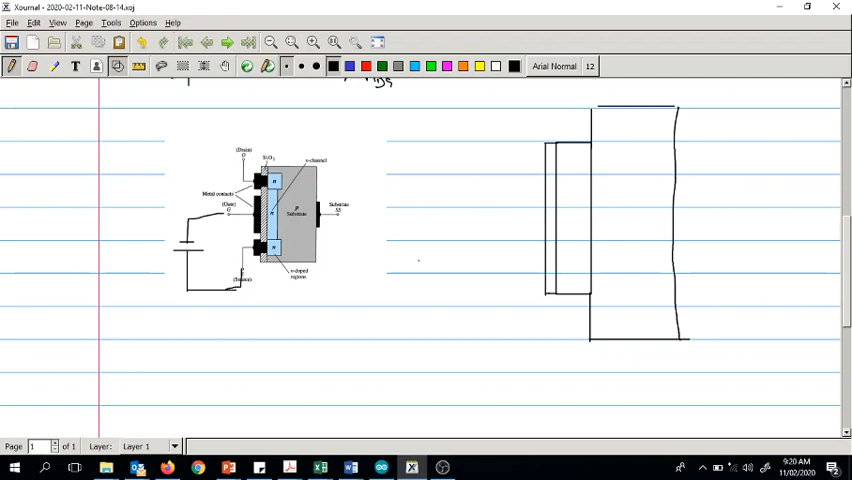 2020-02-11-Note-08-14.xoj
File Edit View Page Tools Options Help
Arial Normal 12
(Drain)
D
SiO2
n-channel
Metal contacts
n
(Gate)
G
n
p
Substrate
Substrate
SS
n
S
(Source)
n-doped
regions
Page 1 of 1 Layer: Layer 1
9:20 AM
11/02/2020